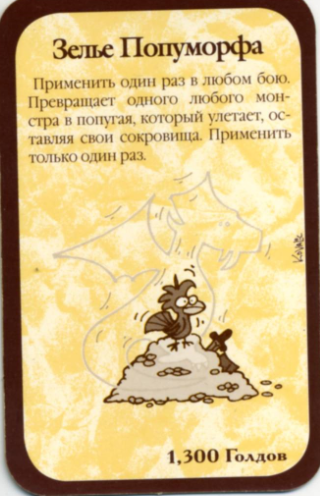 Зелье Попуморфа
Применить один раз в любом бою.
Превращает одного любого мон-
стра в попугая, который улетает, ос-
тавляя свои сокровища. Применить
только один раз.
1,300 Голдов